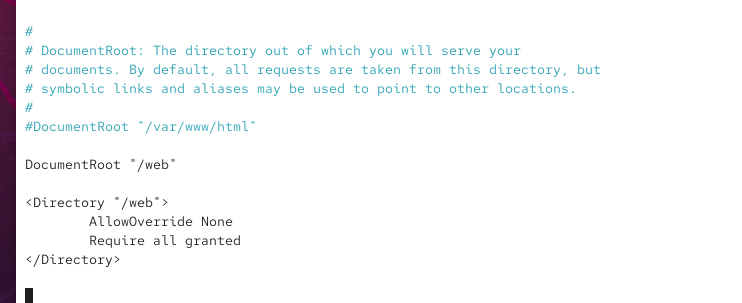 #
# DocumentRoot: The directory out of which you will serve your
# documents. By default, all requests are taken from this directory, but
# symbolic links and aliases may be used to point to other locations.
#
#DocumentRoot "/var/www/html"
DocumentRoot "/web"
<Directory "/web">
        AllowOverride None
        Require all granted
</Directory>